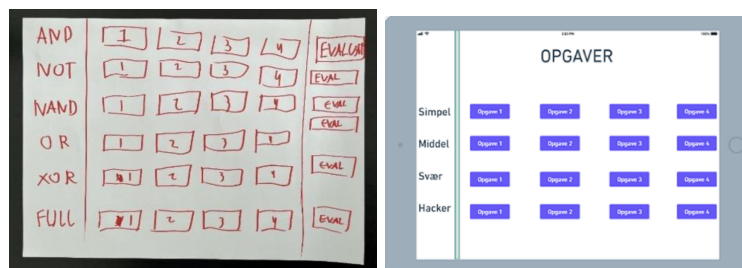 AND 1 2 3 4 EVALUAT
NOT 1 2 3 4 EVAL
NAND 1 2 3 4 EVAL
EVAL
OR 1 2 3 4
XOR 1 2 3 4 EVAL
FULL 1 2 3 4 EVAL
OPGAVER
Simpel Opgave 1 Opgave 2 Opgave 3 Opgave 4
Middel Opgave 1 Opgave 2 Opgave 3 Opgave 4
Svær Opgave 1 Opgave 2 Opgave 3 Opgave 4
Hacker Opgave 1 Opgave 2 Opgave 3 Opgave 4